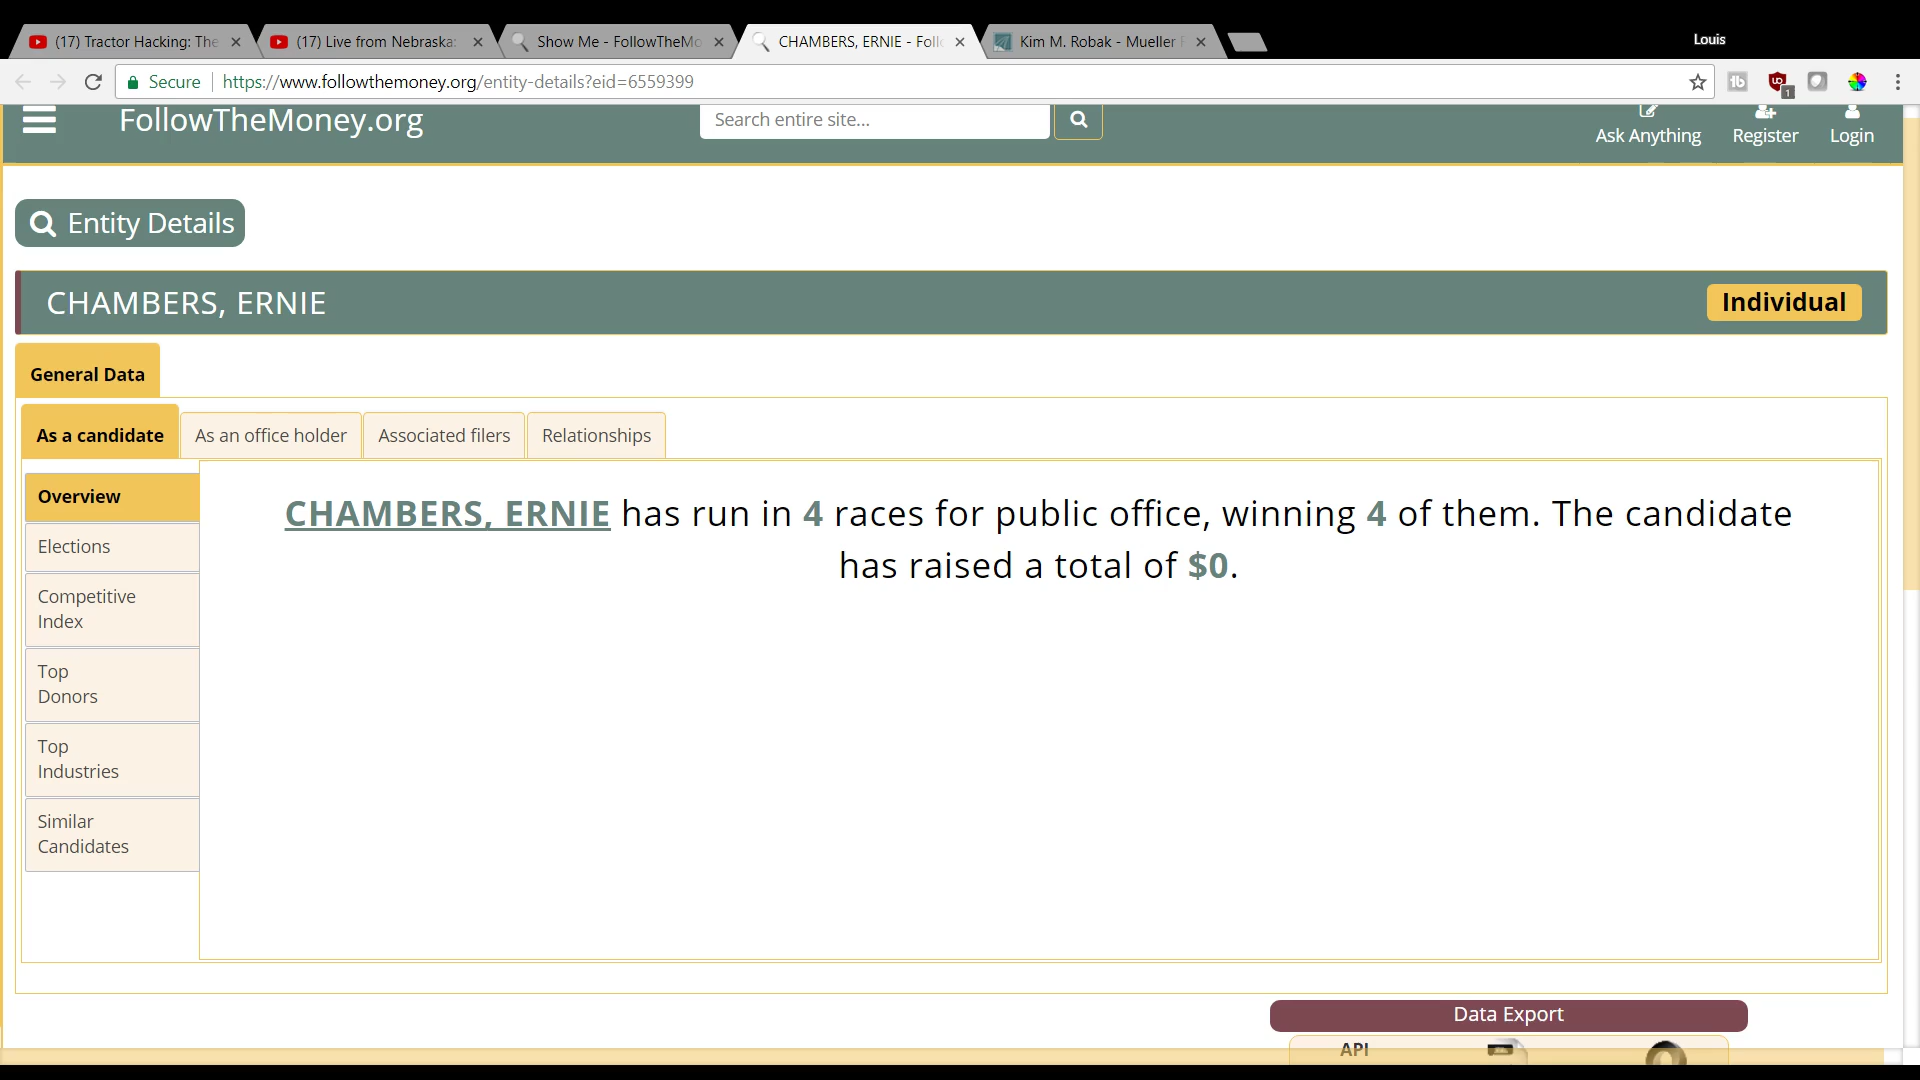 (17) Tractor Hacking: The
(17) Live from Nebraska:
Show Me - FollowTheMo
CHAMBERS, ERNIE - Foll
Kim M. Robak - Mueller
Louis
Secure
https://www.followthemoney.org/entity-details?eid=6559399
1
FollowTheMoney.org
Search entire site...
Ask Anything
Register
Login
Entity Details
CHAMBERS, ERNIE
Individual
General Data
As a candidate
As an office holder
Associated filers
Relationships
Overview
Elections
Competitive
Index
Top
Donors
Top
Industries
Similar
Candidates
CHAMBERS, ERNIE has run in 4 races for public office, winning 4 of them. The candidate
has raised a total of $0.
Data Export
API